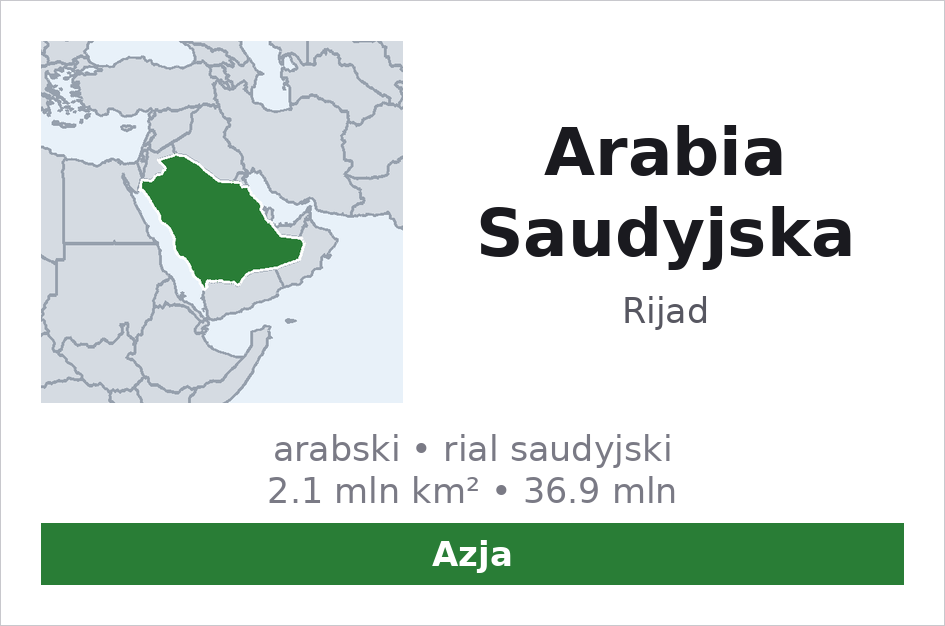 Arabia
Saudyjska
Rijad
arabski • rial saudyjski
2.1 mln km² • 36.9 mln
Azja